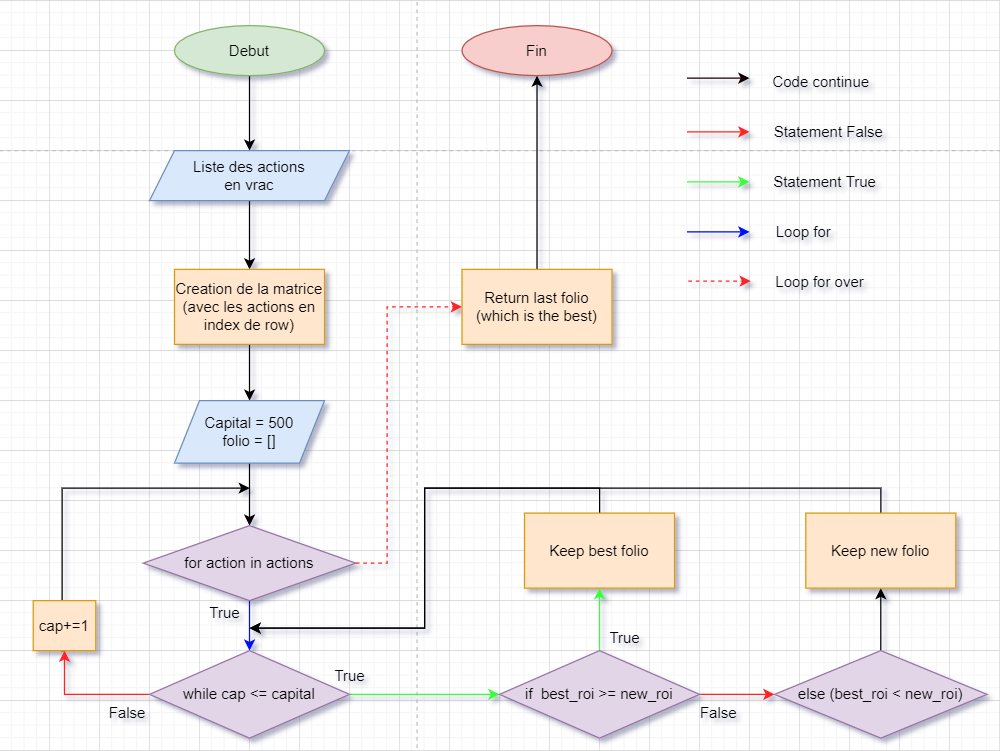 Debut
Fin
Code continue
Statement False
Statement True
Loop for
Loop for over
Liste des actions
en vrac
Creation de la matrice
(avec les actions en
index de row)
Return last folio
(which is the best)
Capital = 500
folio = []
for action in actions
True
cap+=1
while cap <= capital
True
False
Keep best folio
Keep new folio
True
if best_roi >= new_roi
False
else (best_roi < new_roi)